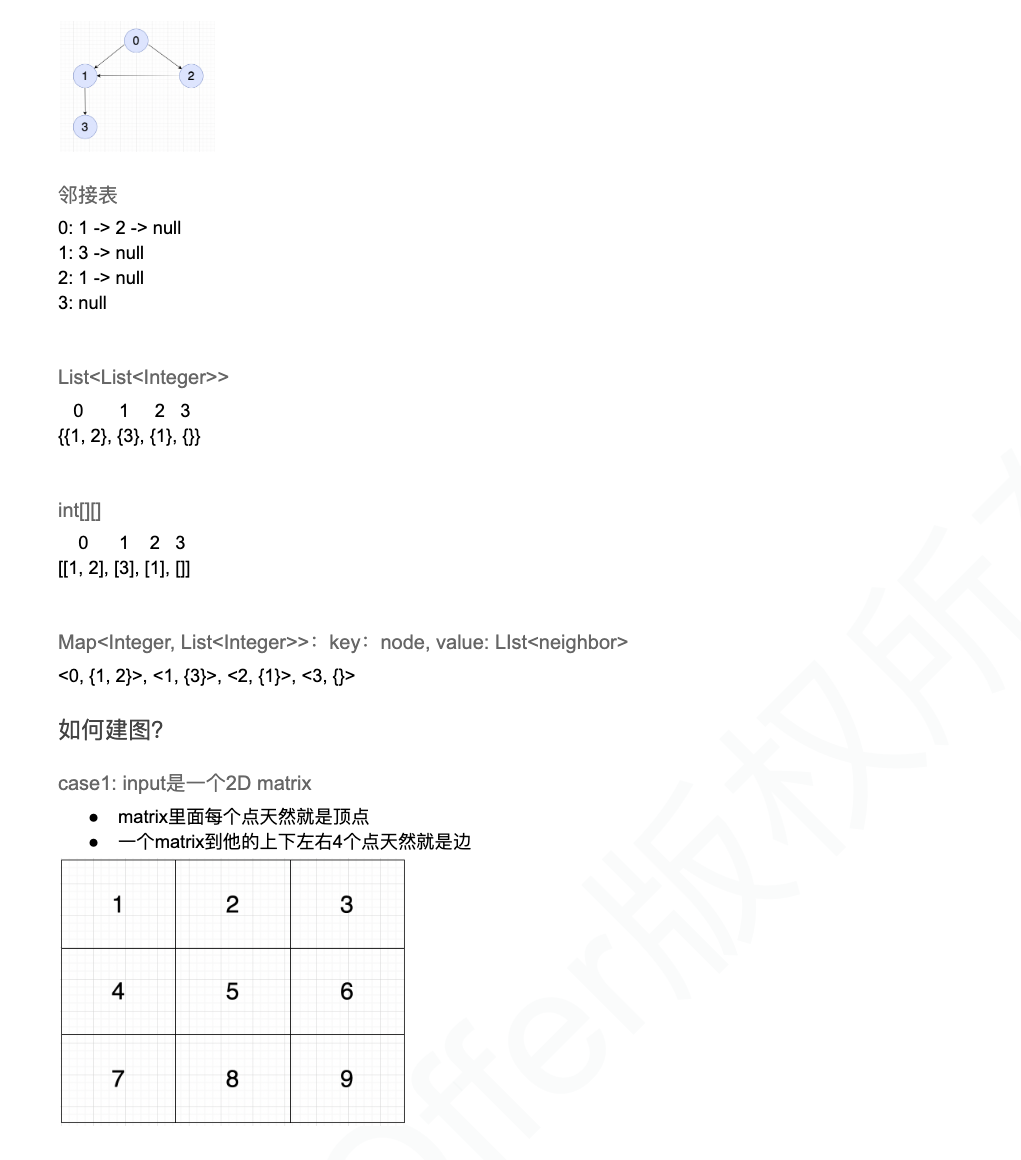 0
1 2
3
邻接表
0: 1 -> 2 -> null
1: 3 -> null
2: 1 -> null
3: null
List<List<Integer>>
0 1 2 3
{{1, 2}, {3}, {1}, {}}
int[][]
0 1 2 3
[[1, 2], [3], [1], []]
Map<Integer, List<Integer>>：key：node, value: LIst<neighbor>
<0, {1, 2}>, <1, {3}>, <2, {1}>, <3, {}>
如何建图?
case1: input是一个2D matrix
● matrix里面每个点天然就是顶点
● 一个matrix到他的上下左右4个点天然就是边
1 2 3
4 5 6
7 8 9
Offer版权所